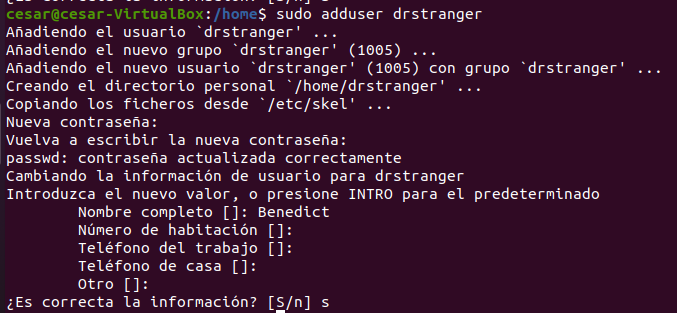 cesar@cesar-VirtualBox:/home$ sudo adduser drstranger
Añadiendo el usuario `drstranger' ...
Añadiendo el nuevo grupo `drstranger' (1005) ...
Añadiendo el nuevo usuario `drstranger' (1005) con grupo `drstranger' ...
Creando el directorio personal `/home/drstranger' ...
Copiando los ficheros desde `/etc/skel' ...
Nueva contraseña:
Vuelva a escribir la nueva contraseña:
passwd: contraseña actualizada correctamente
Cambiando la información de usuario para drstranger
Introduzca el nuevo valor, o presione INTRO para el predeterminado
        Nombre completo []: Benedict
        Número de habitación []:
        Teléfono del trabajo []:
        Teléfono de casa []:
        Otro []:
¿Es correcta la información? [S/n] s